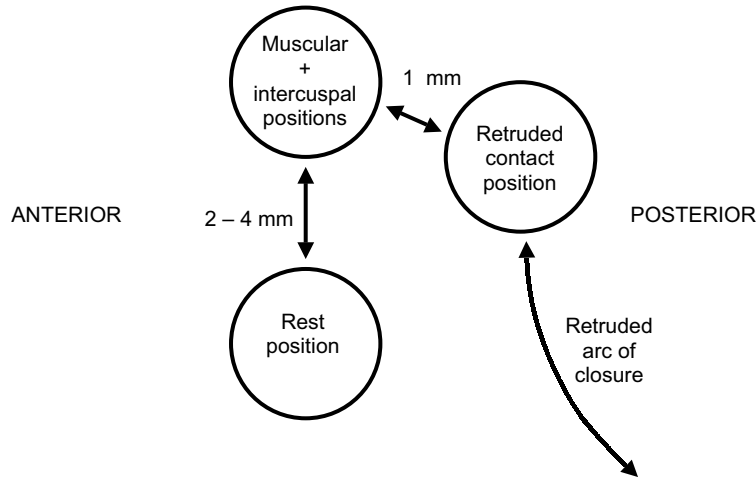 Muscular
+
intercuspal
positions
1 mm
Retruded
contact
position
ANTERIOR
2 – 4 mm
POSTERIOR
Rest
position
Retruded
arc of
closure